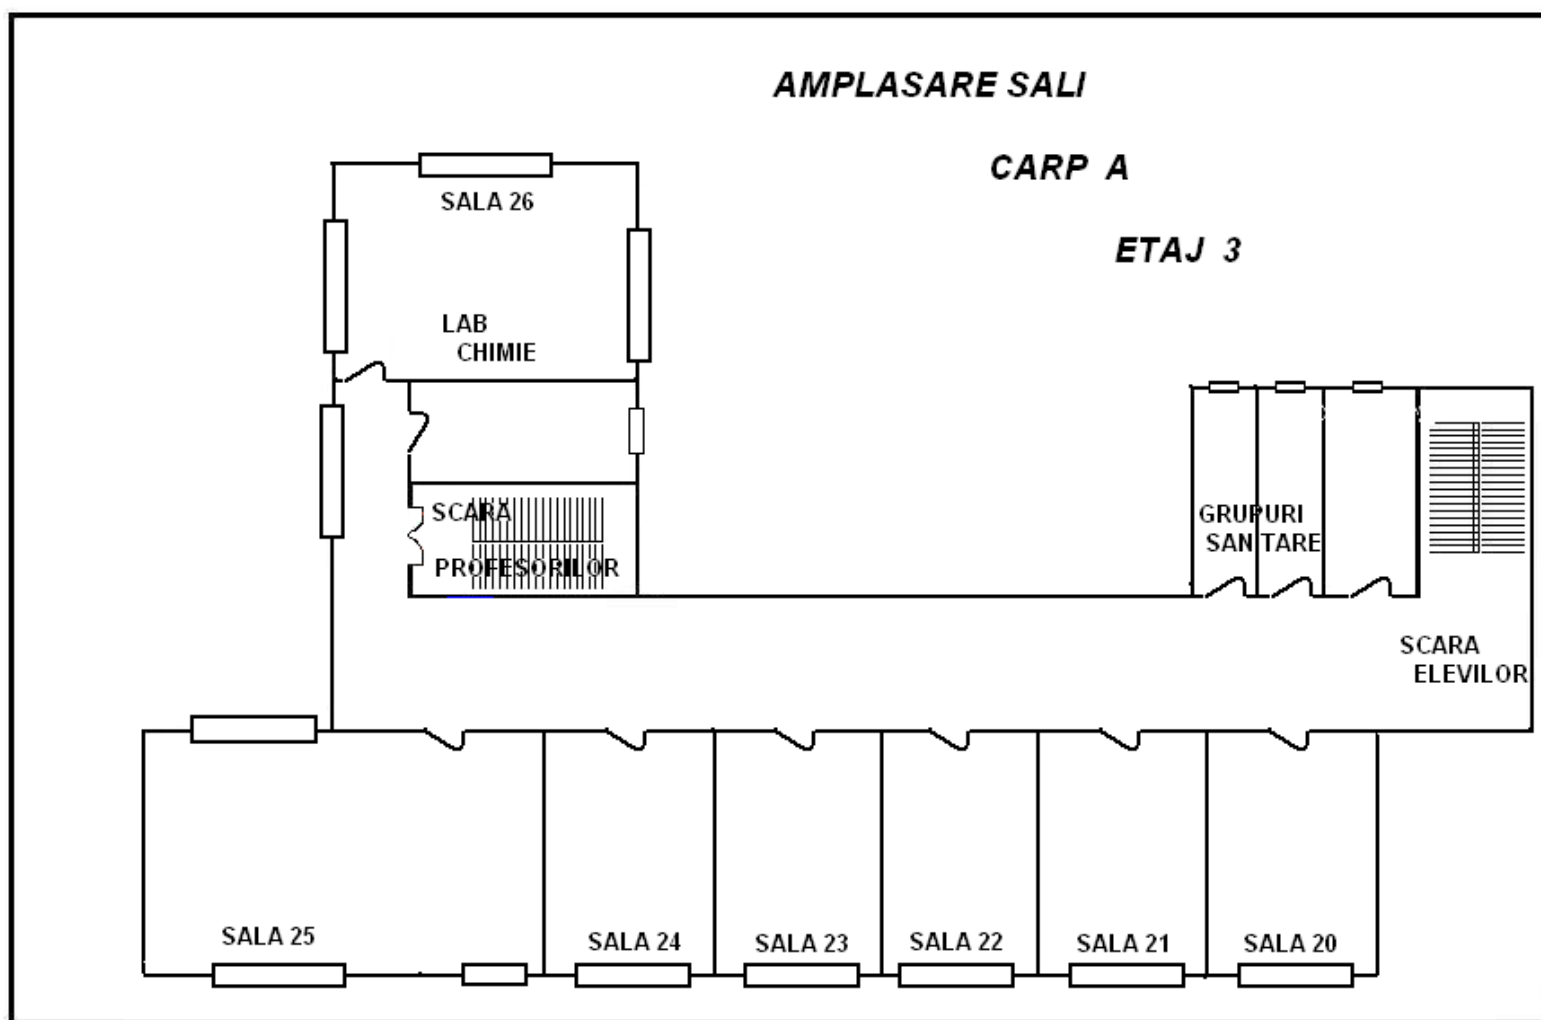 AMPLASARE SALI
CARP A
ETAJ 3
SALA 26
LAB
CHIMIE
SCARA
PROFESORILOR
GRUPURI
SANITARE
SCARA
ELEVILOR
SALA 25
SALA 24
SALA 23
SALA 22
SALA 21
SALA 20